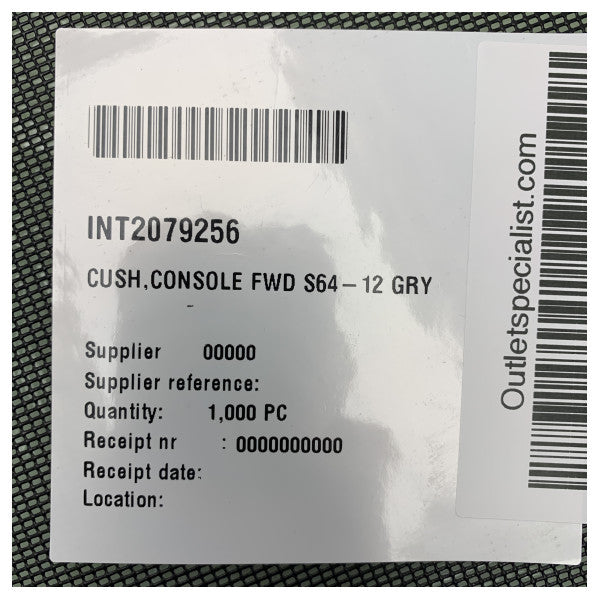 INT2079256
CUSH,CONSOLE FWD S64-12 GRY
Supplier 00000
Supplier reference:
Quantity: 1,000 PC
Receipt nr : 0000000000
Receipt date:
Location:
Outletspecialist.com